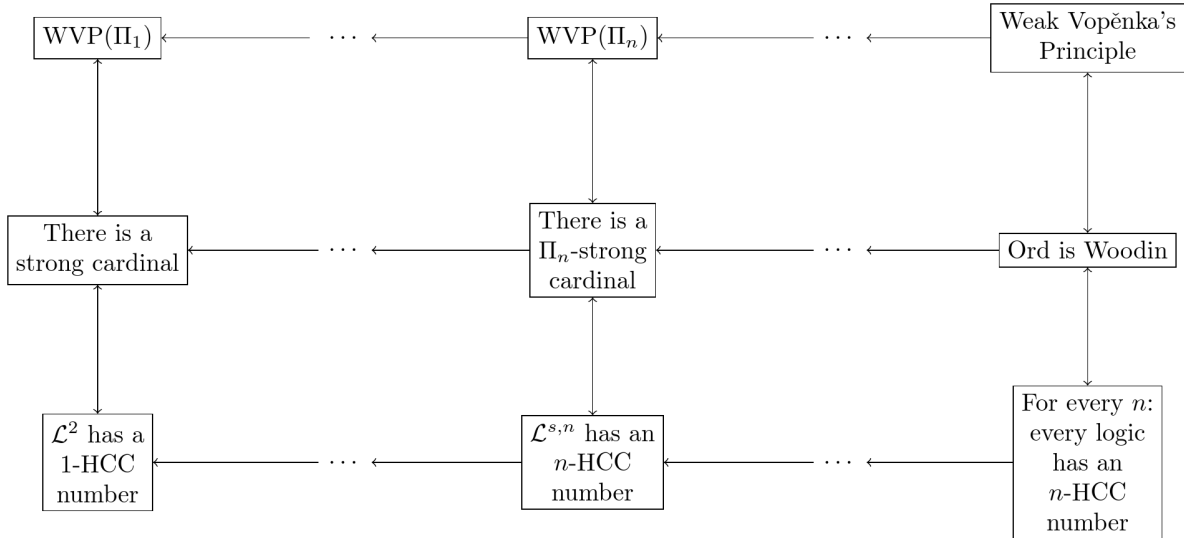 WVP(Π₁)
···
WVP(Πₙ)
···
Weak Vopěnka's
Principle
There is a
strong cardinal
···
There is a
Πₙ-strong
cardinal
···
Ord is Woodin
ℒ² has a
1-HCC
number
···
ℒˢ,ⁿ has an
n-HCC
number
···
For every n:
every logic
has an
n-HCC
number